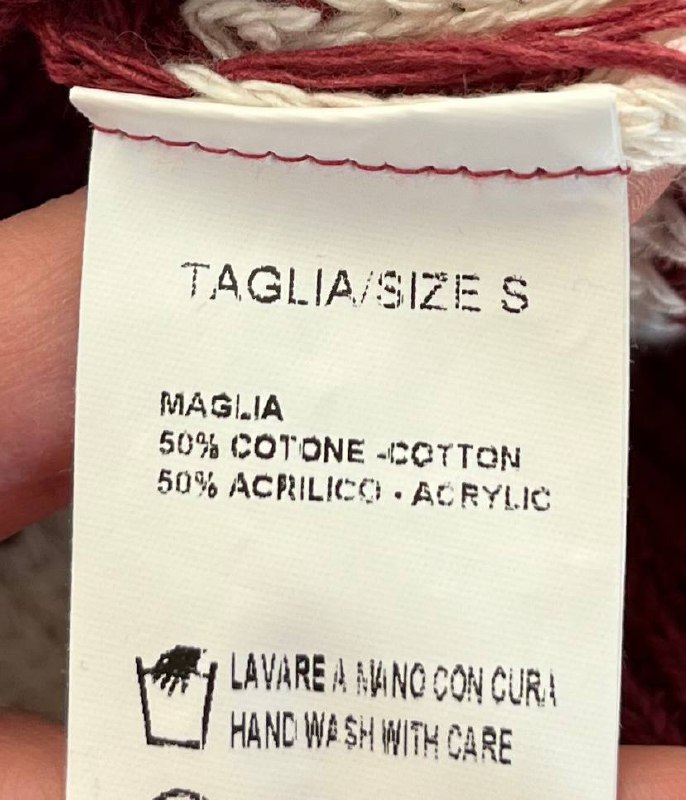 TAGLIA/SIZE S
MAGLIA
50% COTONE -COTTON
50% ACRILICO - ACRYLIC
LAVARE A MANO CON CURA
HAND WASH WITH CARE